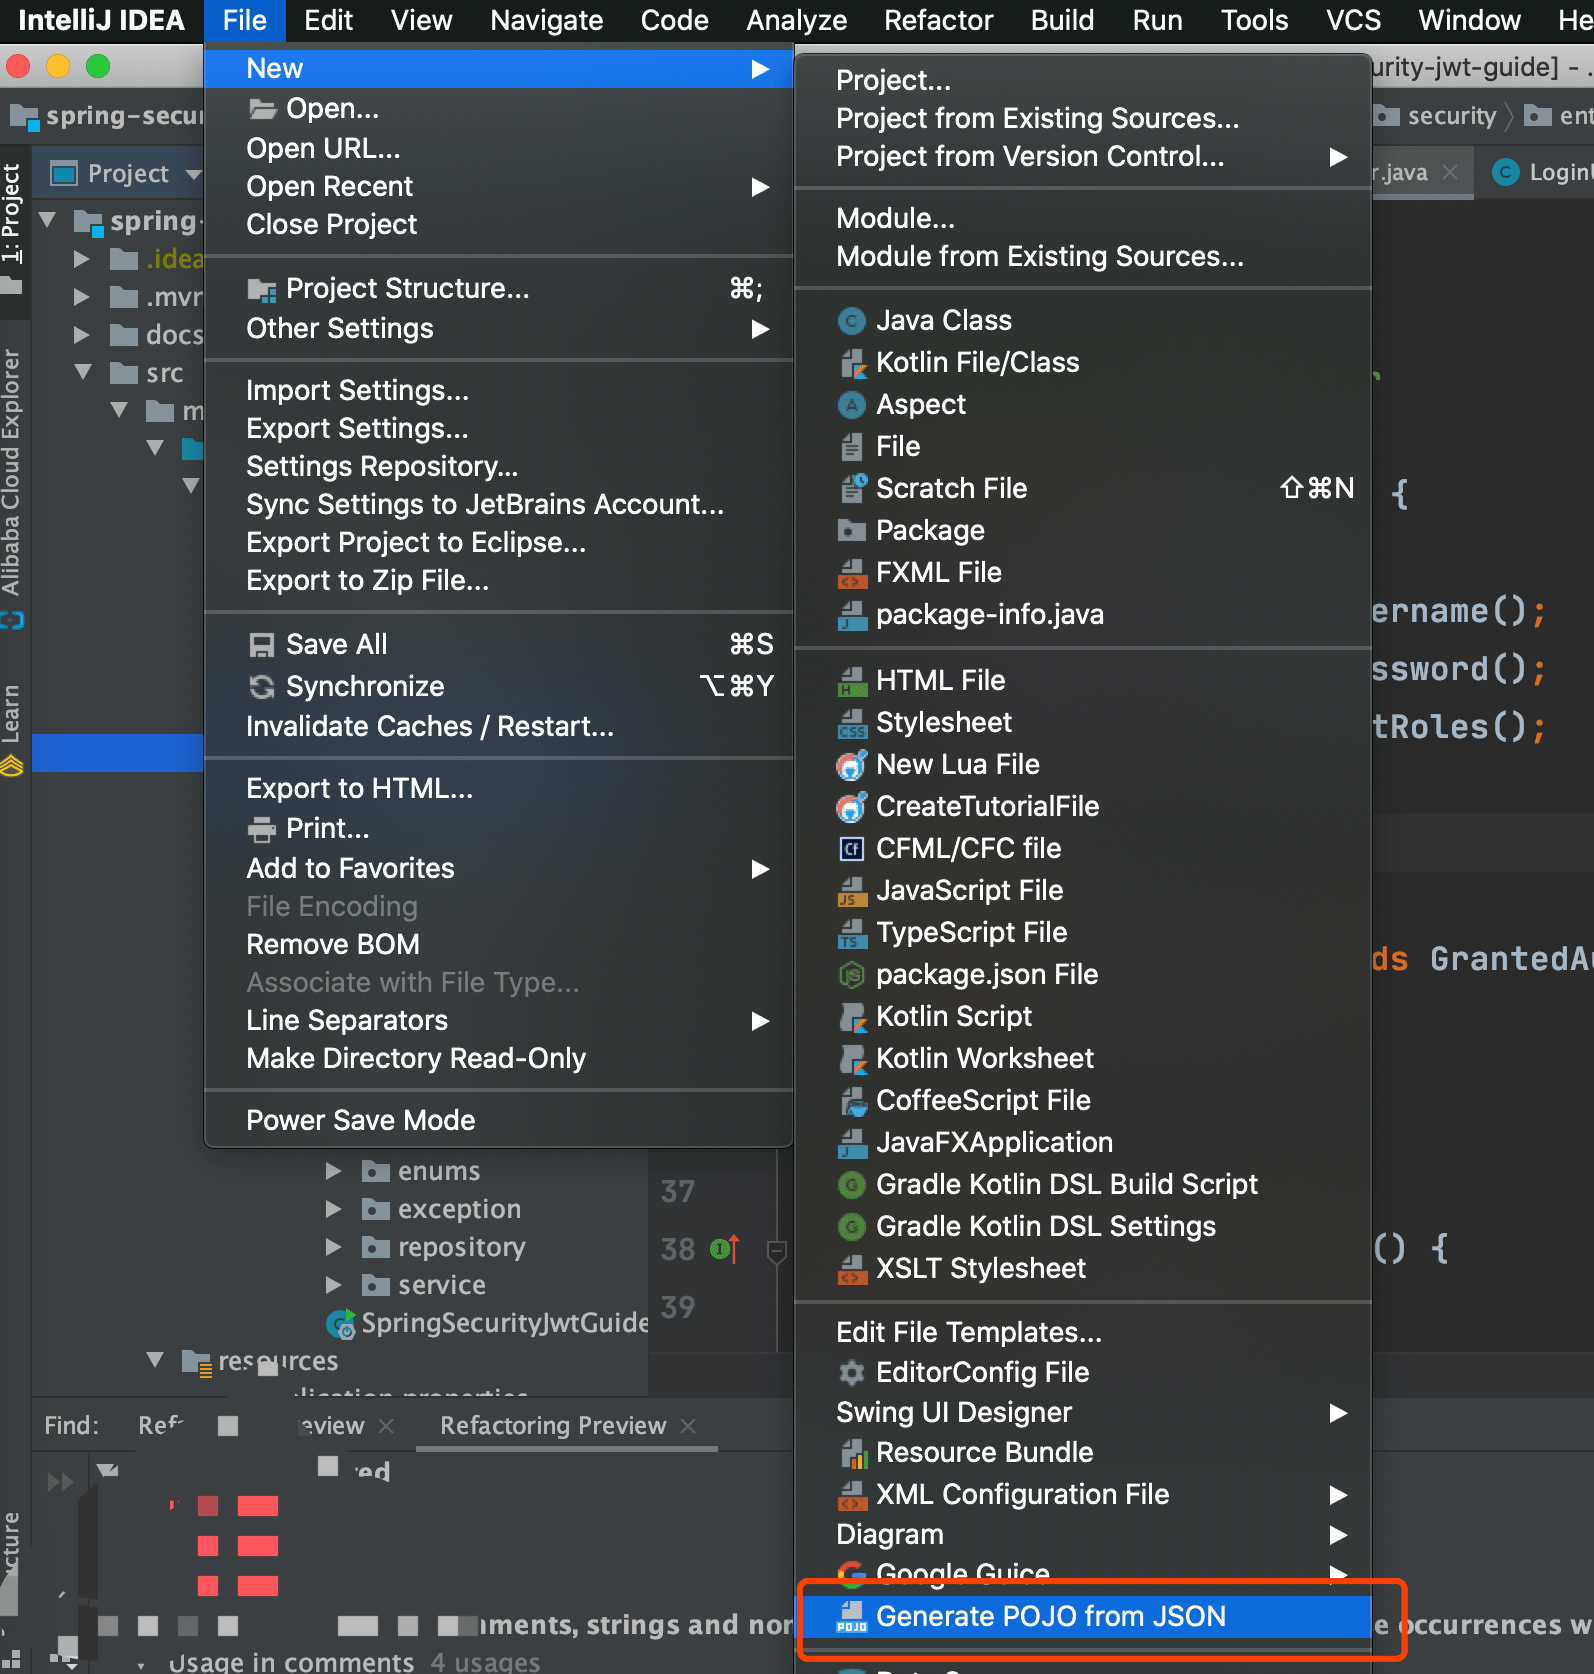 IntelliJ IDEA File Edit View Navigate Code Analyze Refactor Build Run Tools VCS Window He
urity-jwt-guide] - .
spring-secur
security
ent
1: Project
Project
r.java
LoginU
spring-
.idea
.mvn
docs
src
m
Alibaba Cloud Explorer
Learn
New
Open...
Open URL...
Open Recent
Close Project
Project Structure... ⌘;
Other Settings
Import Settings...
Export Settings...
Settings Repository...
Sync Settings to JetBrains Account...
Export Project to Eclipse...
Export to Zip File...
Save All ⌘S
Synchronize ⌥⌘Y
Invalidate Caches / Restart...
Export to HTML...
Print...
Add to Favorites
File Encoding
Remove BOM
Associate with File Type...
Line Separators
Make Directory Read-Only
Power Save Mode
Project...
Project from Existing Sources...
Project from Version Control...
Module...
Module from Existing Sources...
Java Class
Kotlin File/Class
Aspect
File
Scratch File ⇧⌘N
Package
FXML File
package-info.java
HTML File
Stylesheet
New Lua File
CreateTutorialFile
CFML/CFC file
JavaScript File
TypeScript File
package.json File
Kotlin Script
Kotlin Worksheet
CoffeeScript File
JavaFXApplication
Gradle Kotlin DSL Build Script
Gradle Kotlin DSL Settings
XSLT Stylesheet
Edit File Templates...
EditorConfig File
Swing UI Designer
Resource Bundle
XML Configuration File
Diagram
Google Guice
Generate POJO from JSON
{
ername();
ssword();
tRoles();
ds GrantedAu
() {
enums
exception
repository
service
SpringSecurityJwtGuide
resources
37
38
39
Find:
Ref
eview
Refactoring Preview
ed
mments, strings and non
e occurrences w
Usage in comments 4 usages
cture